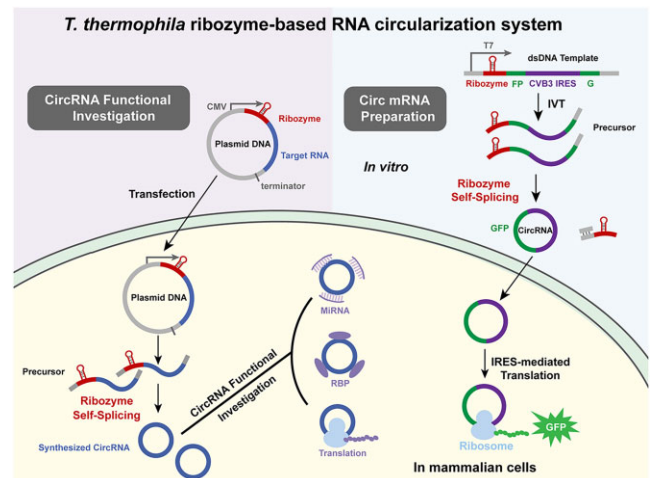 T. thermophila ribozyme-based RNA circularization system
CircRNA Functional
Investigation
CMV
Ribozyme
Plasmid DNA
Target RNA
terminator
Transfection
Plasmid DNA
Precursor
Ribozyme
Self-Splicing
Synthesized CircRNA
CircRNA Functional
Investigation
MiRNA
RBP
Translation
Circ mRNA
Preparation
In vitro
T7
dsDNA Template
Ribozyme
FP
CVB3 IRES
G
IVT
Precursor
Ribozyme
Self-Splicing
GFP
CircRNA
IRES-mediated
Translation
Ribosome
GFP
In mammalian cells